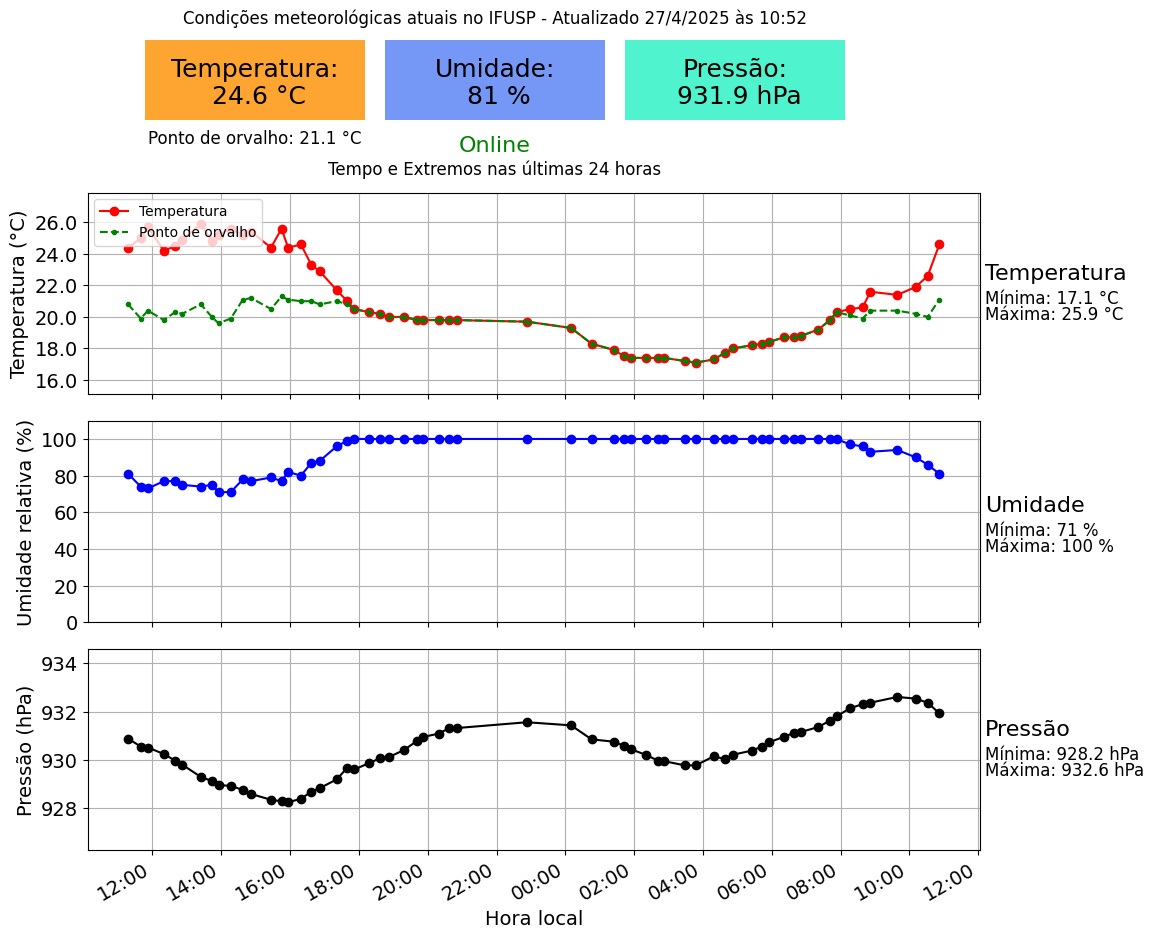 Condições meteorológicas atuais no IFUSP - Atualizado 27/4/2025 às 10:52
Temperatura:
24.6 °C
Umidade:
81 %
Pressão:
931.9 hPa
Ponto de orvalho: 21.1 °C
Online
Tempo e Extremos nas últimas 24 horas
Temperatura (°C)
26.0
24.0
22.0
20.0
18.0
16.0
Temperatura
Ponto de orvalho
Temperatura
Mínima: 17.1 °C
Máxima: 25.9 °C
Umidade relativa (%)
100
80
60
40
20
0
Umidade
Mínima: 71 %
Máxima: 100 %
Pressão (hPa)
934
932
930
928
Pressão
Mínima: 928.2 hPa
Máxima: 932.6 hPa
12:00
14:00
16:00
18:00
20:00
22:00
00:00
02:00
04:00
06:00
08:00
10:00
12:00
Hora local